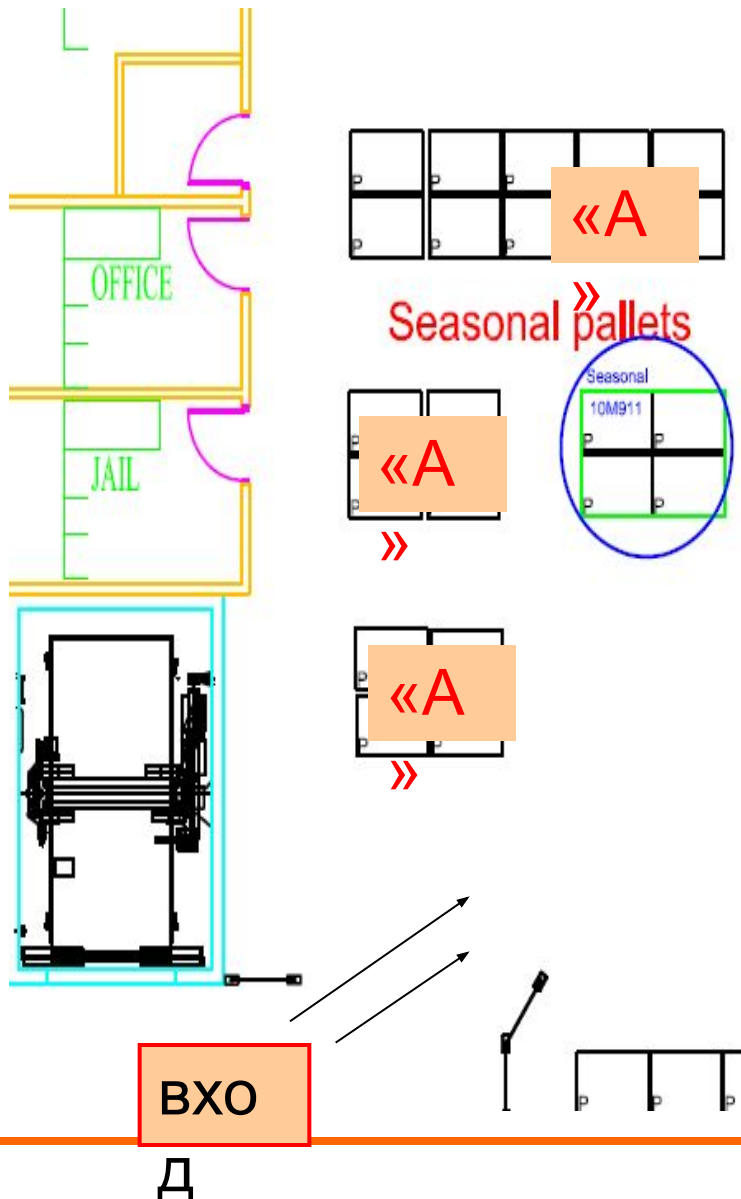 P P P
P P P
«А
»
OFFICE
Seasonal pallets
Seasonal
10M911
P P
P P
«А
»
P
JAIL
P
«А
»
P
P P
ВХО
Д
P P P